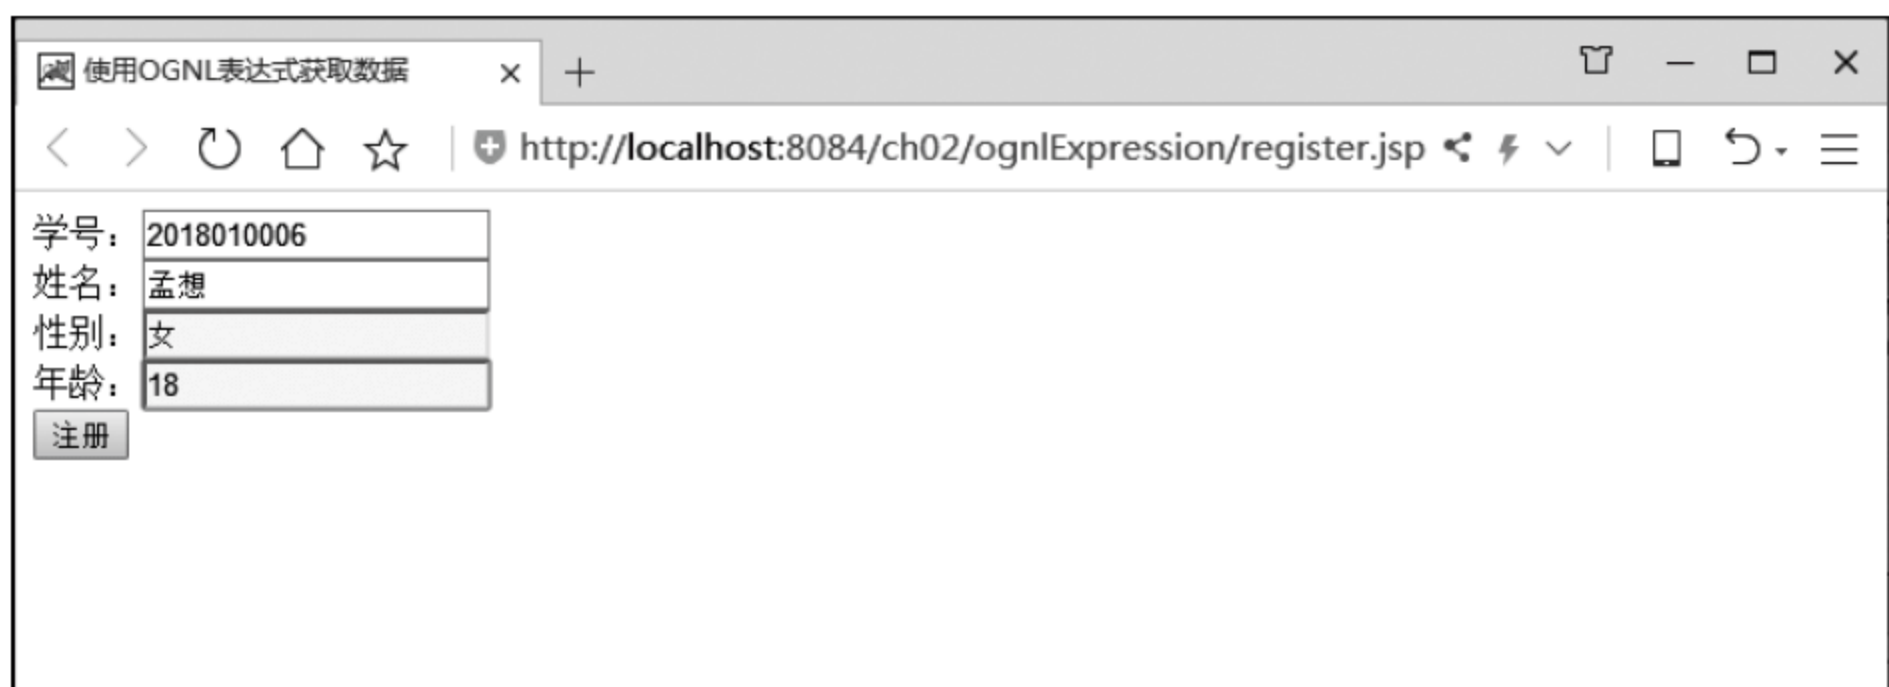 使用OGNL表达式获取数据
http://localhost:8084/ch02/ognlExpression/register.jsp
学号：2018010006
姓名：孟想
性别：女
年龄：18
注册